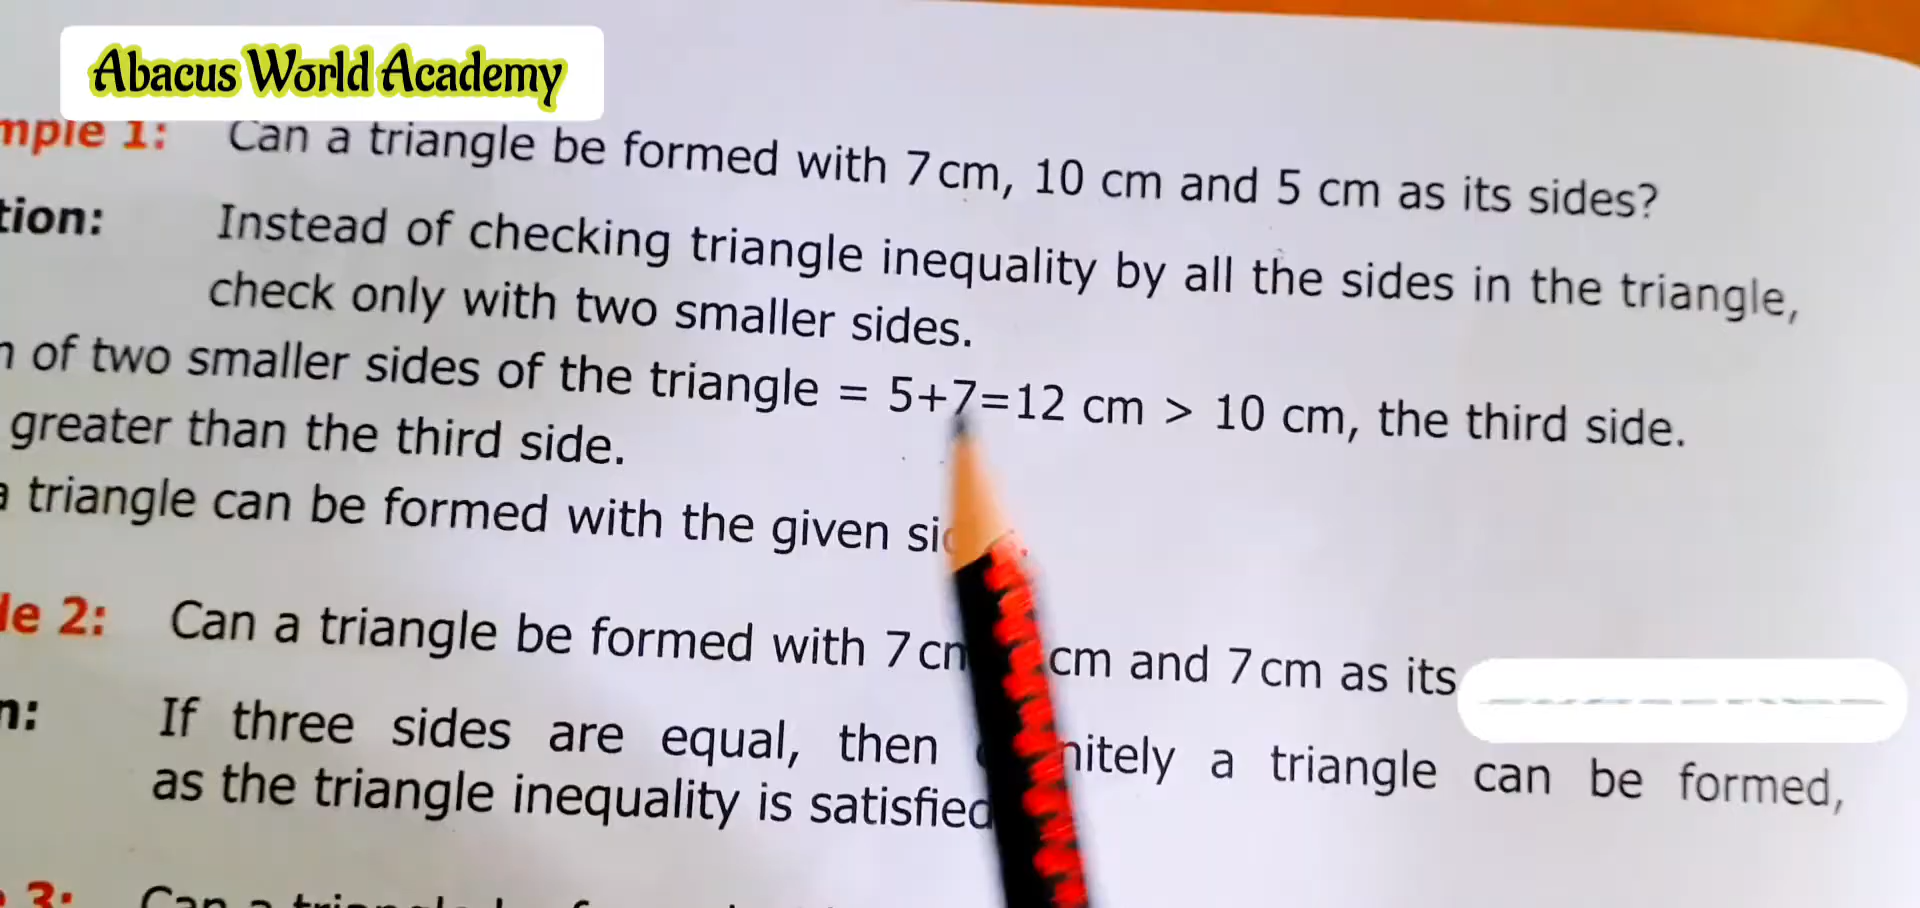 Abacus World Academy
mple 1: Can a triangle be formed with 7 cm, 10 cm and 5 cm as its sides?
tion: Instead of checking triangle inequality by all the sides in the triangle,
check only with two smaller sides.
of two smaller sides of the triangle = 5+7=12 cm > 10 cm, the third side.
greater than the third side.
a triangle can be formed with the given
le 2: Can a triangle be formed with 7 cm and 7 cm as its
n: If three sides are equal, then nitely a triangle can be formed,
as the triangle inequality is satisfied
3: Can a